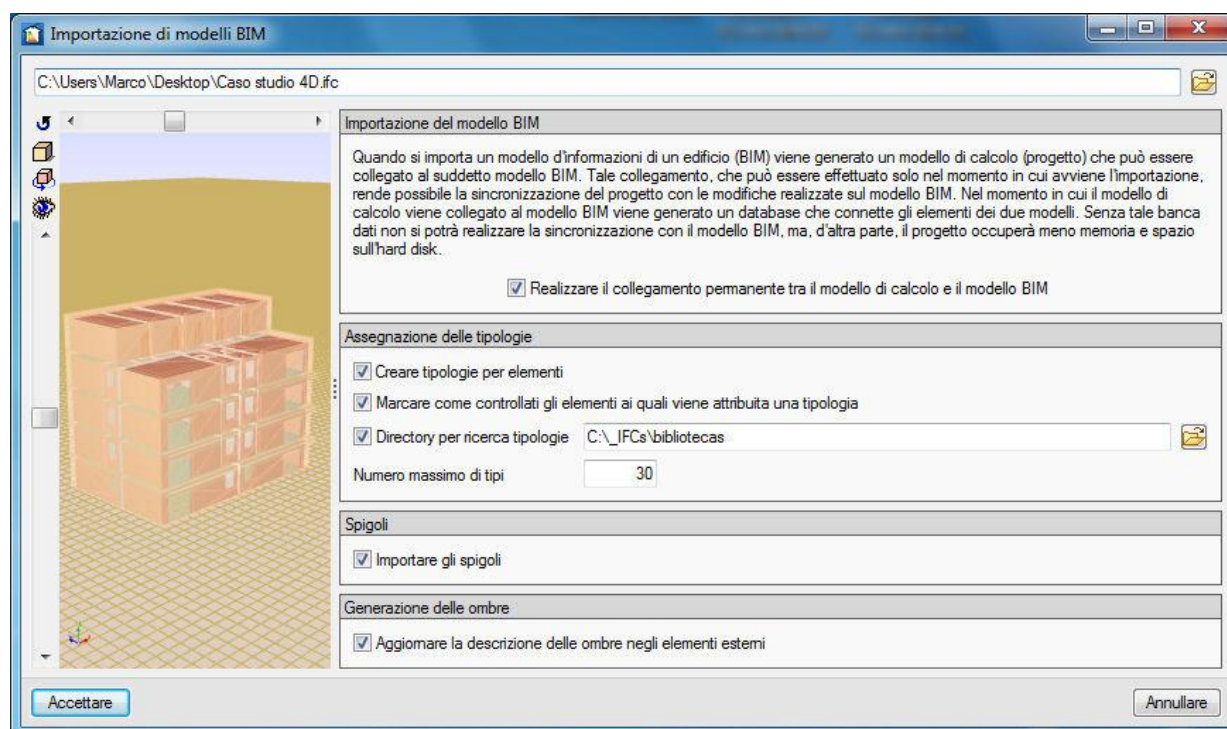 Importazione di modelli BIM
C:\Users\Marco\Desktop\Caso studio 4D.ifc
Importazione del modello BIM
Quando si importa un modello d'informazioni di un edificio (BIM) viene generato un modello di calcolo (progetto) che può essere
collegato al suddetto modello BIM. Tale collegamento, che può essere effettuato solo nel momento in cui avviene l'importazione,
rende possibile la sincronizzazione del progetto con le modifiche realizzate sul modello BIM. Nel momento in cui il modello di
calcolo viene collegato al modello BIM viene generato un database che connette gli elementi dei due modelli. Senza tale banca
dati non si potrà realizzare la sincronizzazione con il modello BIM, ma, d'altra parte, il progetto occuperà meno memoria e spazio
sull'hard disk.
Realizzare il collegamento permanente tra il modello di calcolo e il modello BIM
Assegnazione delle tipologie
Creare tipologie per elementi
Marcare come controllati gli elementi ai quali viene attribuita una tipologia
Directory per ricerca tipologie C:\_IFCs\bibliotecas
Numero massimo di tipi 30
Spigoli
Importare gli spigoli
Generazione delle ombre
Aggiornare la descrizione delle ombre negli elementi esterni
Accettare
Annullare